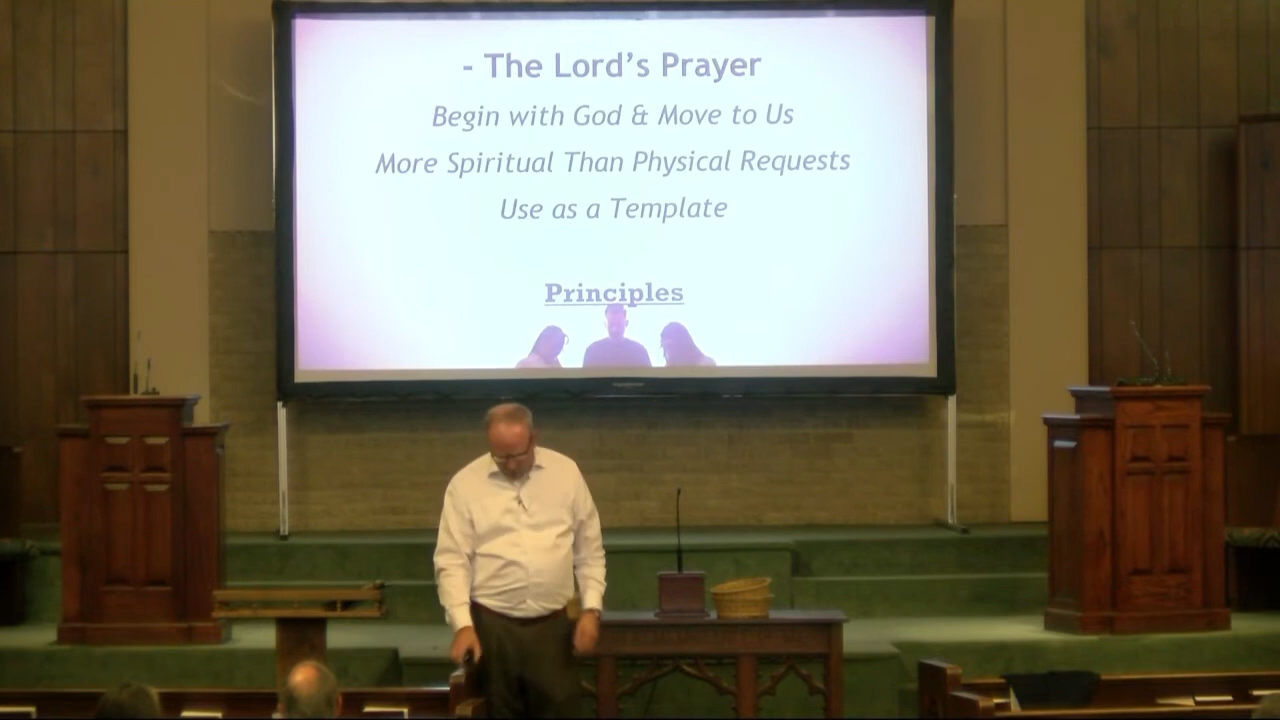 - The Lord's Prayer
Begin with God & Move to Us
More Spiritual Than Physical Requests
Use as a Template
Principles